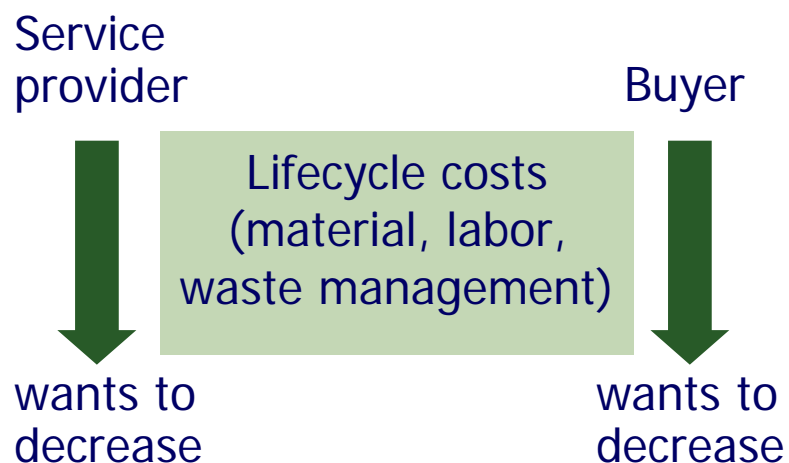 Service
provider
Buyer
Lifecycle costs
(material, labor,
waste management)
wants to
decrease
wants to
decrease